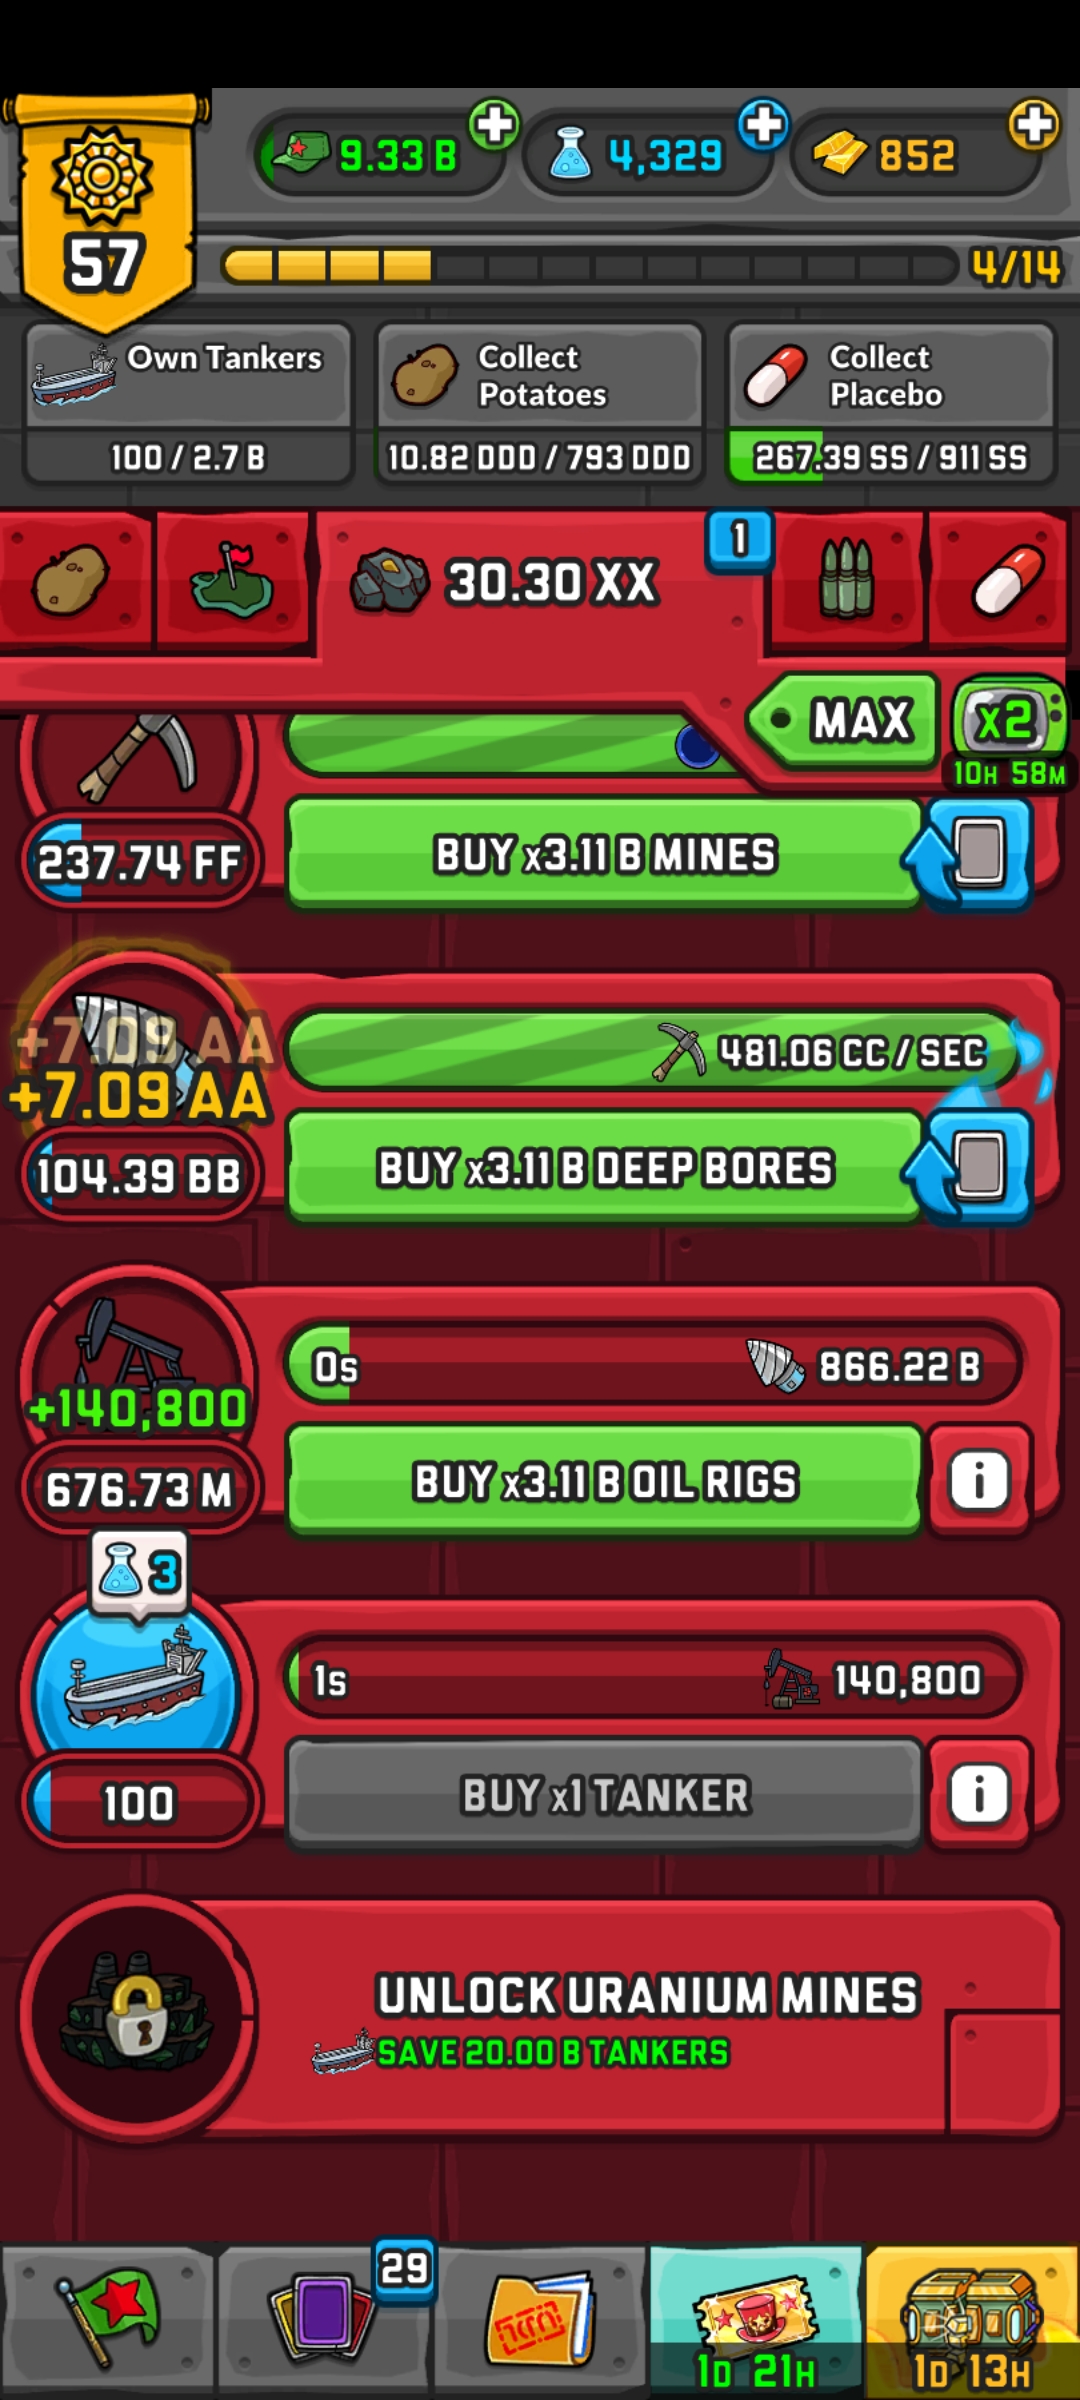 9.33 B
4,329
852
57
4/14
Own Tankers
100 / 2.7 B
Collect
Potatoes
10.82 DDD / 793 DDD
Collect
Placebo
267.39 SS / 911 SS
30.30 XX
1
MAX
x2
10H 58M
237.74 FF
BUY x3.11 B MINES
+7.09 AA
+7.09 AA
104.39 BB
481.06 CC / SEC
BUY x3.11 B DEEP BORES
+140,800
676.73 M
0s
866.22 B
BUY x3.11 B OIL RIGS
3
100
1s
140,800
BUY x1 TANKER
UNLOCK URANIUM MINES
SAVE 20.00 B TANKERS
29
1D 21H
1D 13H